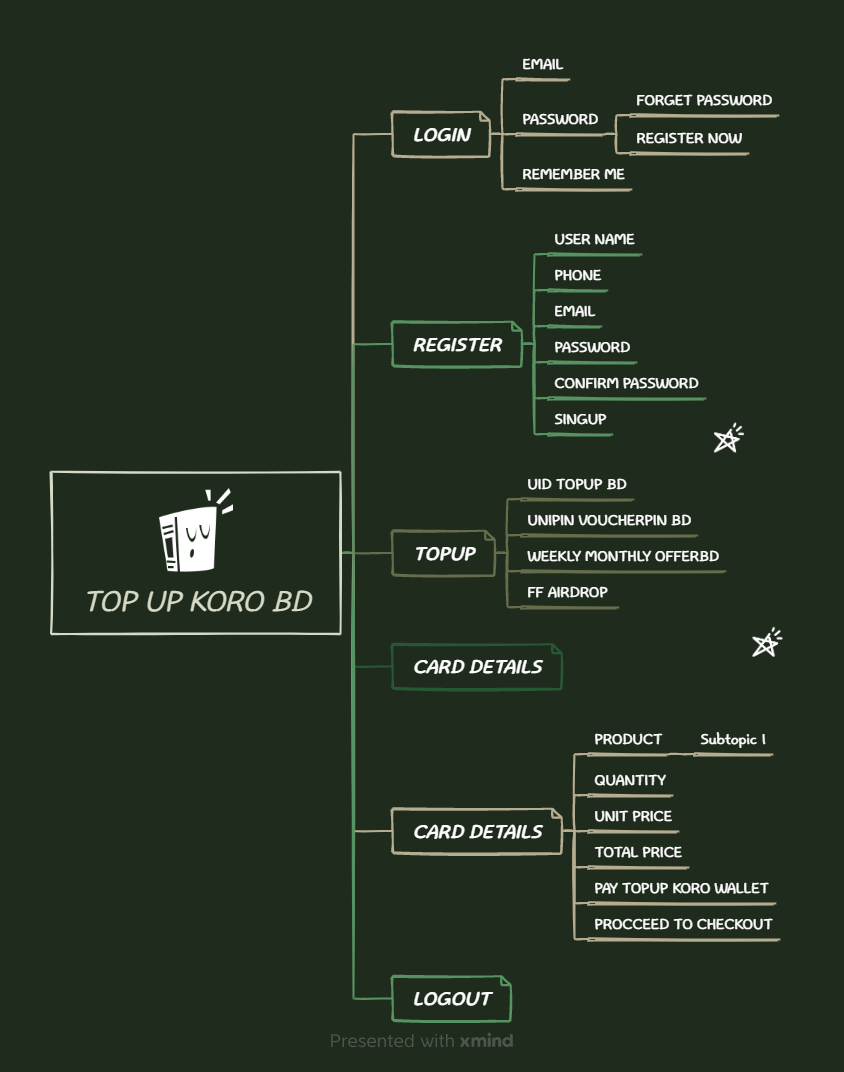 EMAIL
LOGIN
PASSWORD
FORGET PASSWORD
REGISTER NOW
REMEMBER ME
REGISTER
USER NAME
PHONE
EMAIL
PASSWORD
CONFIRM PASSWORD
SINGUP
TOP UP KORO BD
TOPUP
UID TOPUP BD
UNIPIN VOUCHERPIN BD
WEEKLY MONTHLY OFFERBD
FF AIRDROP
CARD DETAILS
CARD DETAILS
PRODUCT
Subtopic 1
QUANTITY
UNIT PRICE
TOTAL PRICE
PAY TOPUP KORO WALLET
PROCCEED TO CHECKOUT
LOGOUT
Presented with xmind